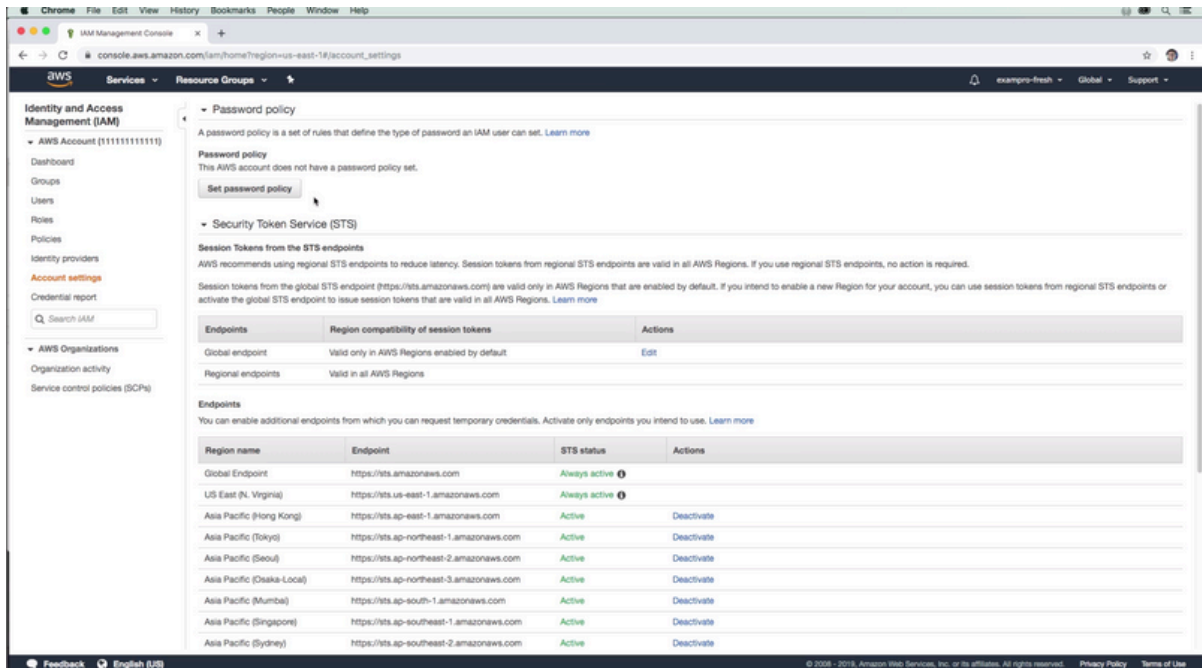 Chrome File Edit View History Bookmarks People Window Help
IAM Management Console
console.aws.amazon.com/iam/home?region=us-east-1#/account_settings
aws Services Resource Groups exampro-fresh Global Support
Identity and Access Management (IAM)
AWS Account (111111111111)
Dashboard
Groups
Users
Roles
Policies
Identity providers
Account settings
Credential report
Search IAM
AWS Organizations
Organization activity
Service control policies (SCPs)
Password policy
A password policy is a set of rules that define the type of password an IAM user can set. Learn more
Password policy
This AWS account does not have a password policy set.
Set password policy
Security Token Service (STS)
Session Tokens from the STS endpoints
AWS recommends using regional STS endpoints to reduce latency. Session tokens from regional STS endpoints are valid in all AWS Regions. If you use regional STS endpoints, no action is required.
Session tokens from the global STS endpoint (https://sts.amazonaws.com) are valid only in AWS Regions that are enabled by default. If you intend to enable a new Region for your account, you can use session tokens from regional STS endpoints or
activate the global STS endpoint to issue session tokens that are valid in all AWS Regions. Learn more
Endpoints Region compatibility of session tokens Actions
Global endpoint Valid only in AWS Regions enabled by default Edit
Regional endpoints Valid in all AWS Regions
Endpoints
You can enable additional endpoints from which you can request temporary credentials. Activate only endpoints you intend to use. Learn more
Region name Endpoint STS status Actions
Global Endpoint https://sts.amazonaws.com Always active
US East (N. Virginia) https://sts.us-east-1.amazonaws.com Always active
Asia Pacific (Hong Kong) https://sts.ap-east-1.amazonaws.com Active Deactivate
Asia Pacific (Tokyo) https://sts.ap-northeast-1.amazonaws.com Active Deactivate
Asia Pacific (Seoul) https://sts.ap-northeast-2.amazonaws.com Active Deactivate
Asia Pacific (Osaka-Local) https://sts.ap-northeast-3.amazonaws.com Active Deactivate
Asia Pacific (Mumbai) https://sts.ap-south-1.amazonaws.com Active Deactivate
Asia Pacific (Singapore) https://sts.ap-southeast-1.amazonaws.com Active Deactivate
Asia Pacific (Sydney) https://sts.ap-southeast-2.amazonaws.com Active Deactivate
Feedback English (US) © 2008 - 2019, Amazon Web Services, Inc. or its affiliates. All rights reserved. Privacy Policy Terms of Use